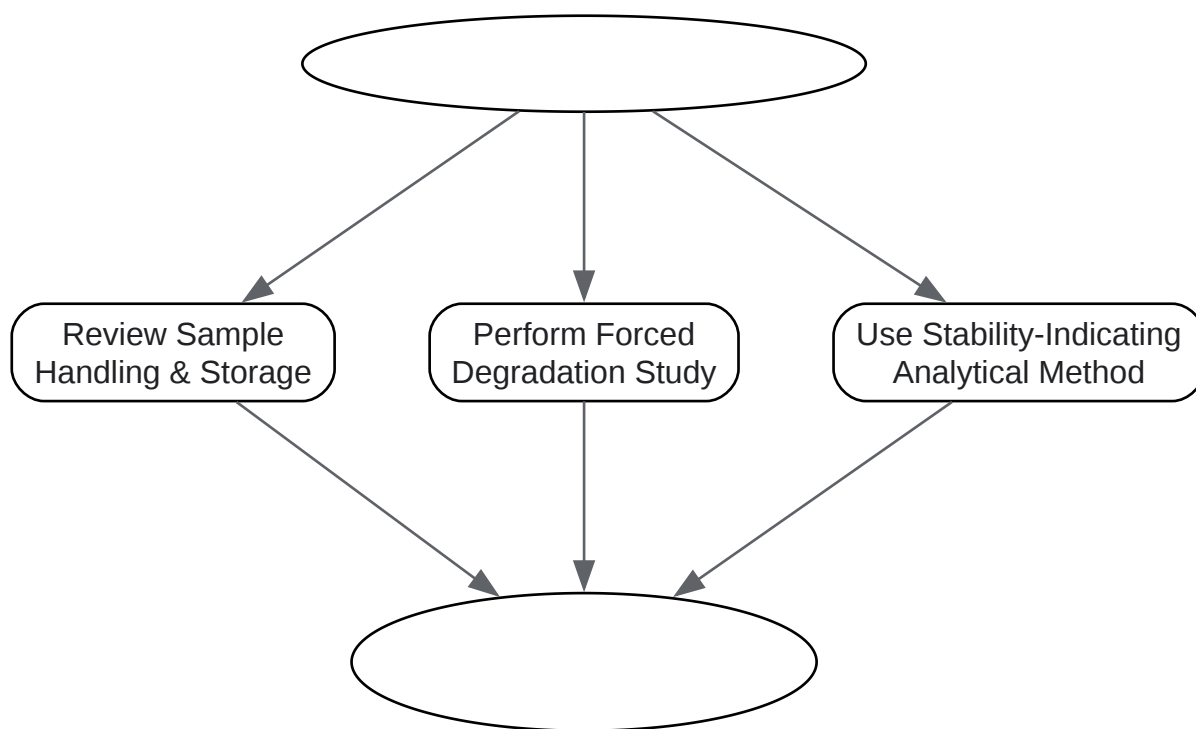 Review Sample
Handling & Storage
Perform Forced
Degradation Study
Use Stability-Indicating
Analytical Method